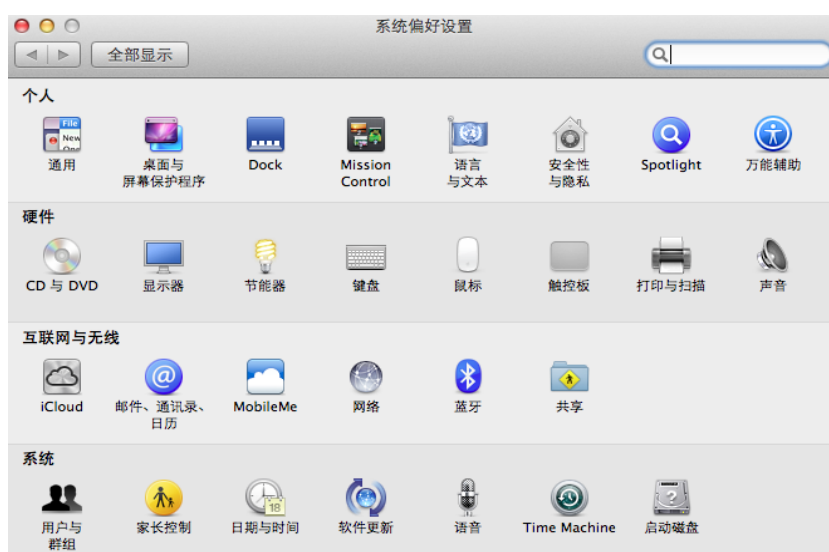 系统偏好设置
全部显示
个人
File
New
One
通用
桌面与
屏幕保护程序
Dock
Mission
Control
语言
与文本
安全性
与隐私
Spotlight
万能辅助
硬件
CD 与 DVD
显示器
节能器
键盘
鼠标
触控板
打印与扫描
声音
互联网与无线
iCloud
@
邮件、通讯录、
日历
MobileMe
网络
蓝牙
共享
系统
用户与
群组
家长控制
18
日期与时间
软件更新
语音
Time Machine
?
启动磁盘